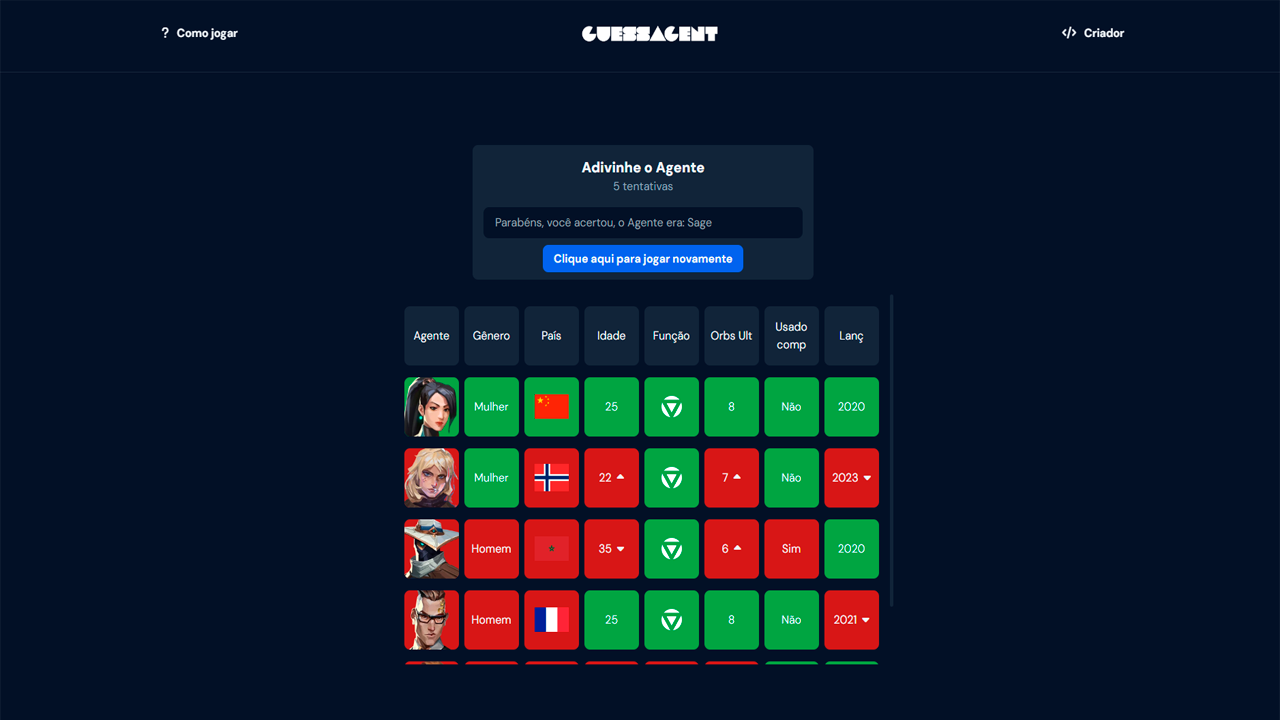 ? Como jogar
GUESSAGENT
</> Criador
Adivinhe o Agente
5 tentativas
Parabéns, você acertou, o Agente era: Sage
Clique aqui para jogar novamente
Agente Gênero País Idade Função Orbs Ult Usado comp Lanç
Mulher 25 8 Não 2020
Mulher 22 7 Não 2023
Homem 35 6 Sim 2020
Homem 25 8 Não 2021